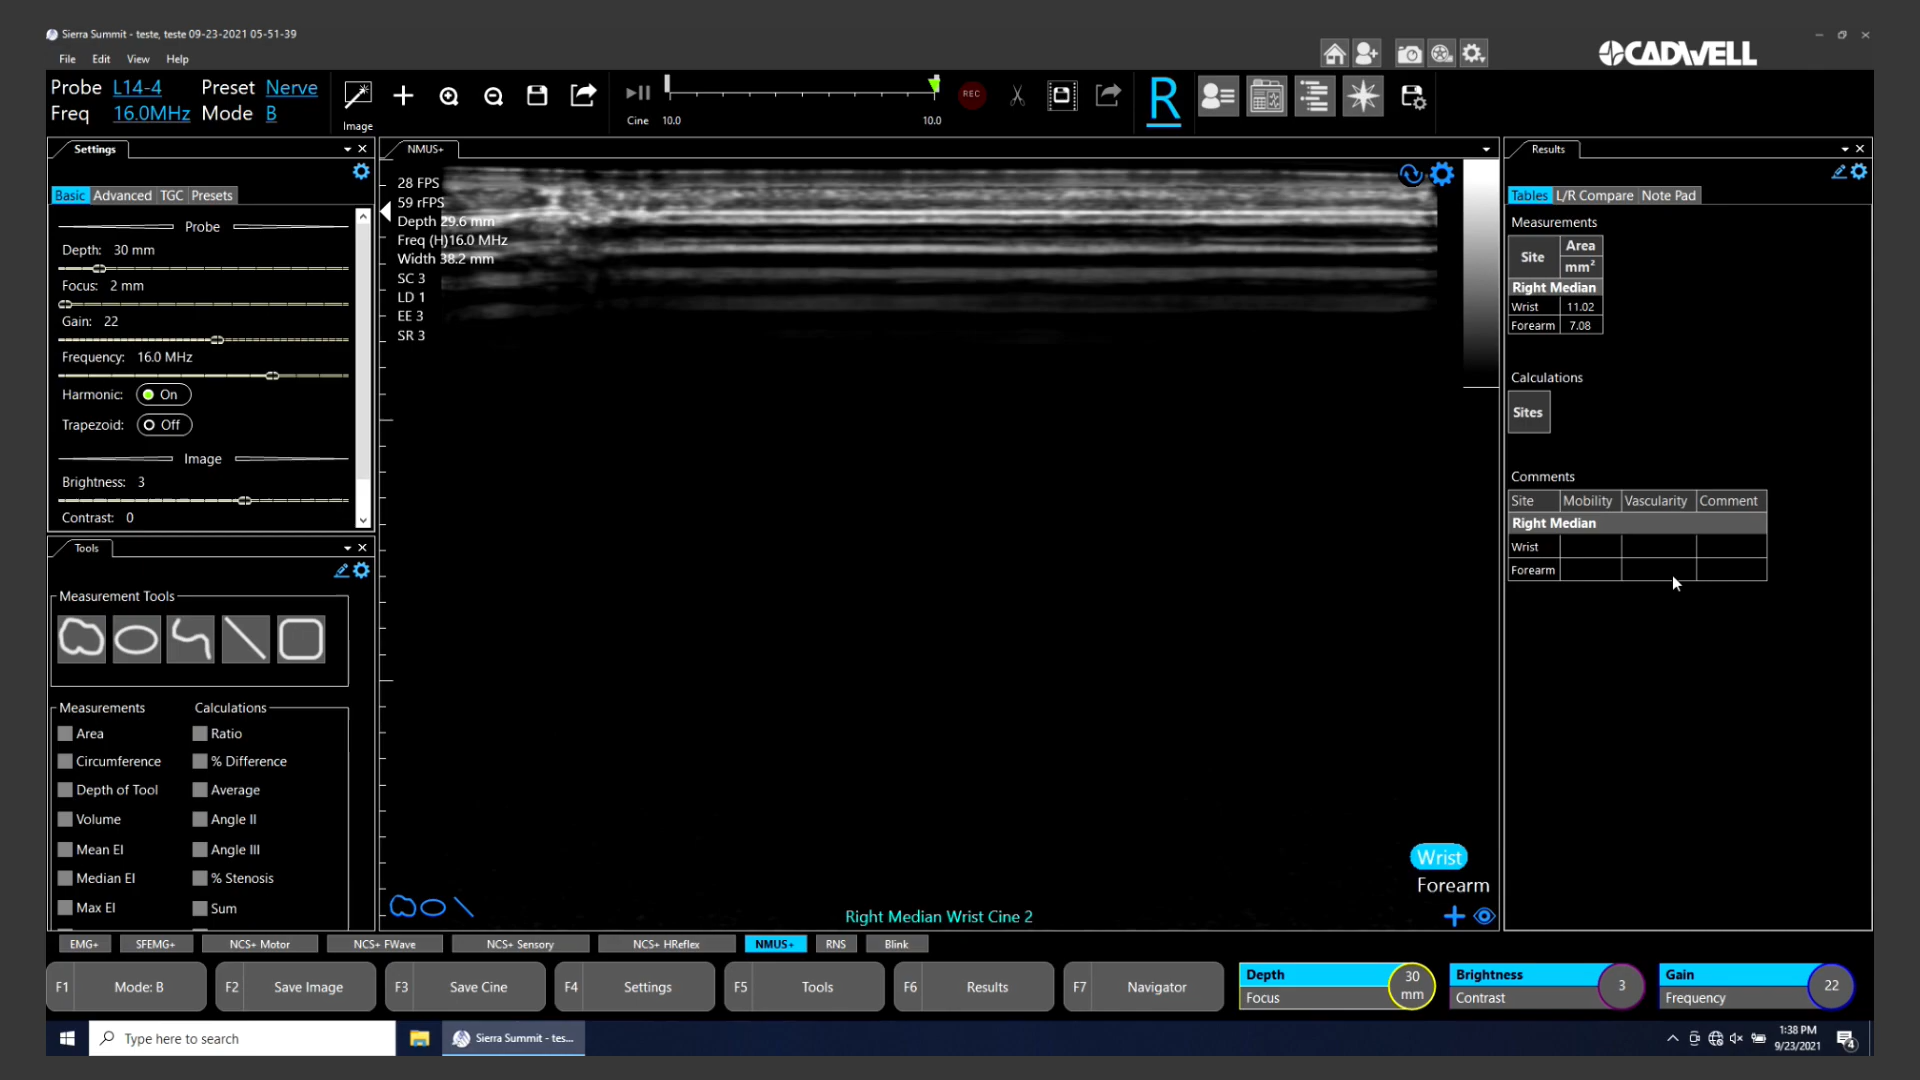 Sierra Summit - teste, teste 09-23-2021 05-51-39
File Edit View Help
CADWELL
Probe L14-4 Preset Nerve
Freq 16.0MHz Mode B
Image
Cine 10.0 10.0
REC
R
Settings
Basic Advanced TGC Presets
Probe
Depth: 30 mm
Focus: 2 mm
Gain: 22
Frequency: 16.0 MHz
Harmonic: On
Trapezoid: Off
Image
Brightness: 3
Contrast: 0
Tools
Measurement Tools
Measurements Calculations
Area Ratio
Circumference % Difference
Depth of Tool Average
Volume Angle II
Mean EI Angle III
Median EI % Stenosis
Max EI Sum
NMUS+
28 FPS
59 rFPS
Depth 29.6 mm
Freq (H)16.0 MHz
Width 38.2 mm
SC 3
LD 1
EE 3
SR 3
Wrist
Forearm
Right Median Wrist Cine 2
Results
Tables L/R Compare Note Pad
Measurements
Site Area
mm²
Right Median
Wrist 11.02
Forearm 7.08
Calculations
Sites
Comments
Site Mobility Vascularity Comment
Right Median
Wrist
Forearm
EMG+ SFEMG+ NCS+ Motor NCS+ FWave NCS+ Sensory NCS+ HReflex NMUS+ RNS Blink
F1 Mode: B F2 Save Image F3 Save Cine F4 Settings F5 Tools F6 Results F7 Navigator
Depth 30 mm Focus
Brightness 3 Contrast
Gain 22 Frequency
Type here to search
Sierra Summit - tes...
1:38 PM
9/23/2021
4